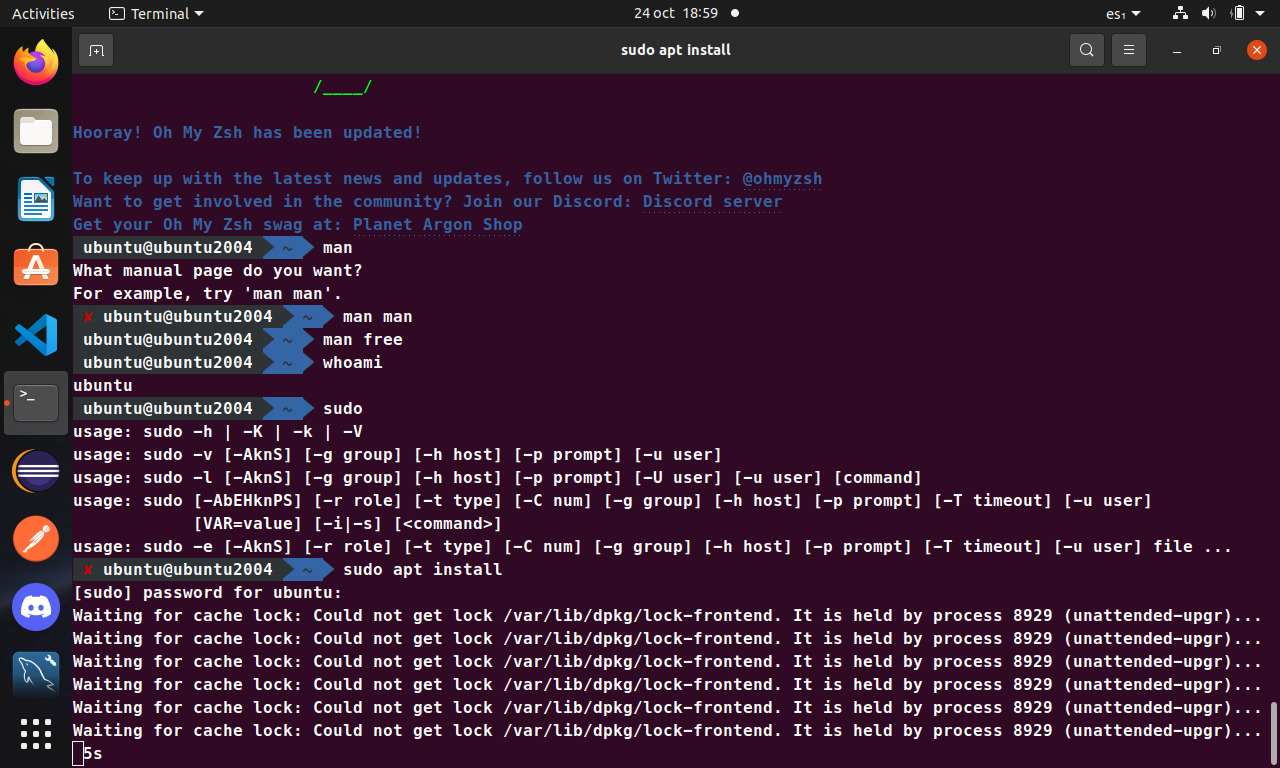 Activities Terminal 24 oct 18:59 es₁
sudo apt install
/____/
Hooray! Oh My Zsh has been updated!
To keep up with the latest news and updates, follow us on Twitter: @ohmyzsh
Want to get involved in the community? Join our Discord: Discord server
Get your Oh My Zsh swag at: Planet Argon Shop
ubuntu@ubuntu2004 ~ man
What manual page do you want?
For example, try 'man man'.
✘ ubuntu@ubuntu2004 ~ man man
ubuntu@ubuntu2004 ~ man free
ubuntu@ubuntu2004 ~ whoami
ubuntu
ubuntu@ubuntu2004 ~ sudo
usage: sudo -h | -K | -k | -V
usage: sudo -v [-AknS] [-g group] [-h host] [-p prompt] [-u user]
usage: sudo -l [-AknS] [-g group] [-h host] [-p prompt] [-U user] [-u user] [command]
usage: sudo [-AbEHknPS] [-r role] [-t type] [-C num] [-g group] [-h host] [-p prompt] [-T timeout] [-u user]
[VAR=value] [-i|-s] [<command>]
usage: sudo -e [-AknS] [-r role] [-t type] [-C num] [-g group] [-h host] [-p prompt] [-T timeout] [-u user] file ...
✘ ubuntu@ubuntu2004 ~ sudo apt install
[sudo] password for ubuntu:
Waiting for cache lock: Could not get lock /var/lib/dpkg/lock-frontend. It is held by process 8929 (unattended-upgr)...
Waiting for cache lock: Could not get lock /var/lib/dpkg/lock-frontend. It is held by process 8929 (unattended-upgr)...
Waiting for cache lock: Could not get lock /var/lib/dpkg/lock-frontend. It is held by process 8929 (unattended-upgr)...
Waiting for cache lock: Could not get lock /var/lib/dpkg/lock-frontend. It is held by process 8929 (unattended-upgr)...
Waiting for cache lock: Could not get lock /var/lib/dpkg/lock-frontend. It is held by process 8929 (unattended-upgr)...
Waiting for cache lock: Could not get lock /var/lib/dpkg/lock-frontend. It is held by process 8929 (unattended-upgr)...
5s